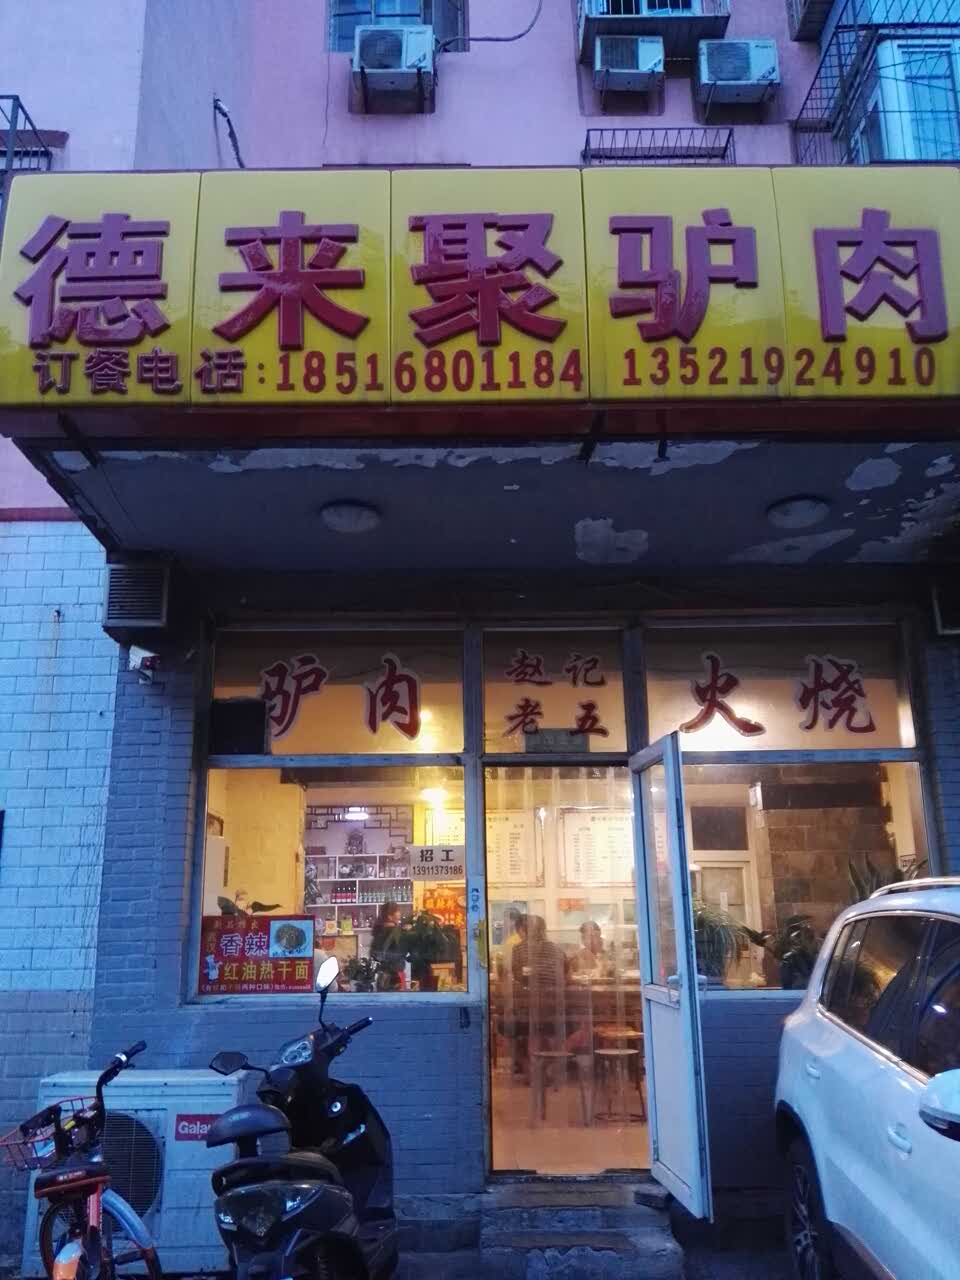 德来聚驴肉
订餐电话:18516801184 13521924910
驴肉
赵记
老五
火烧
招工
13911373186
香辣
红油热干面
Gala